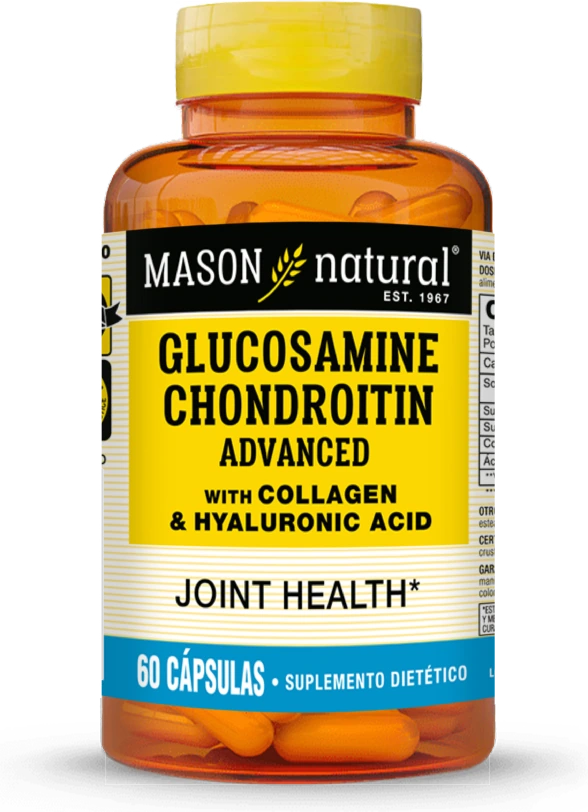 MASON natural®
EST. 1967
GLUCOSAMINE
CHONDROITIN
ADVANCED
WITH COLLAGEN
& HYALURONIC ACID
JOINT HEALTH*
60 CÁPSULAS • SUPLEMENTO DIETÉTICO